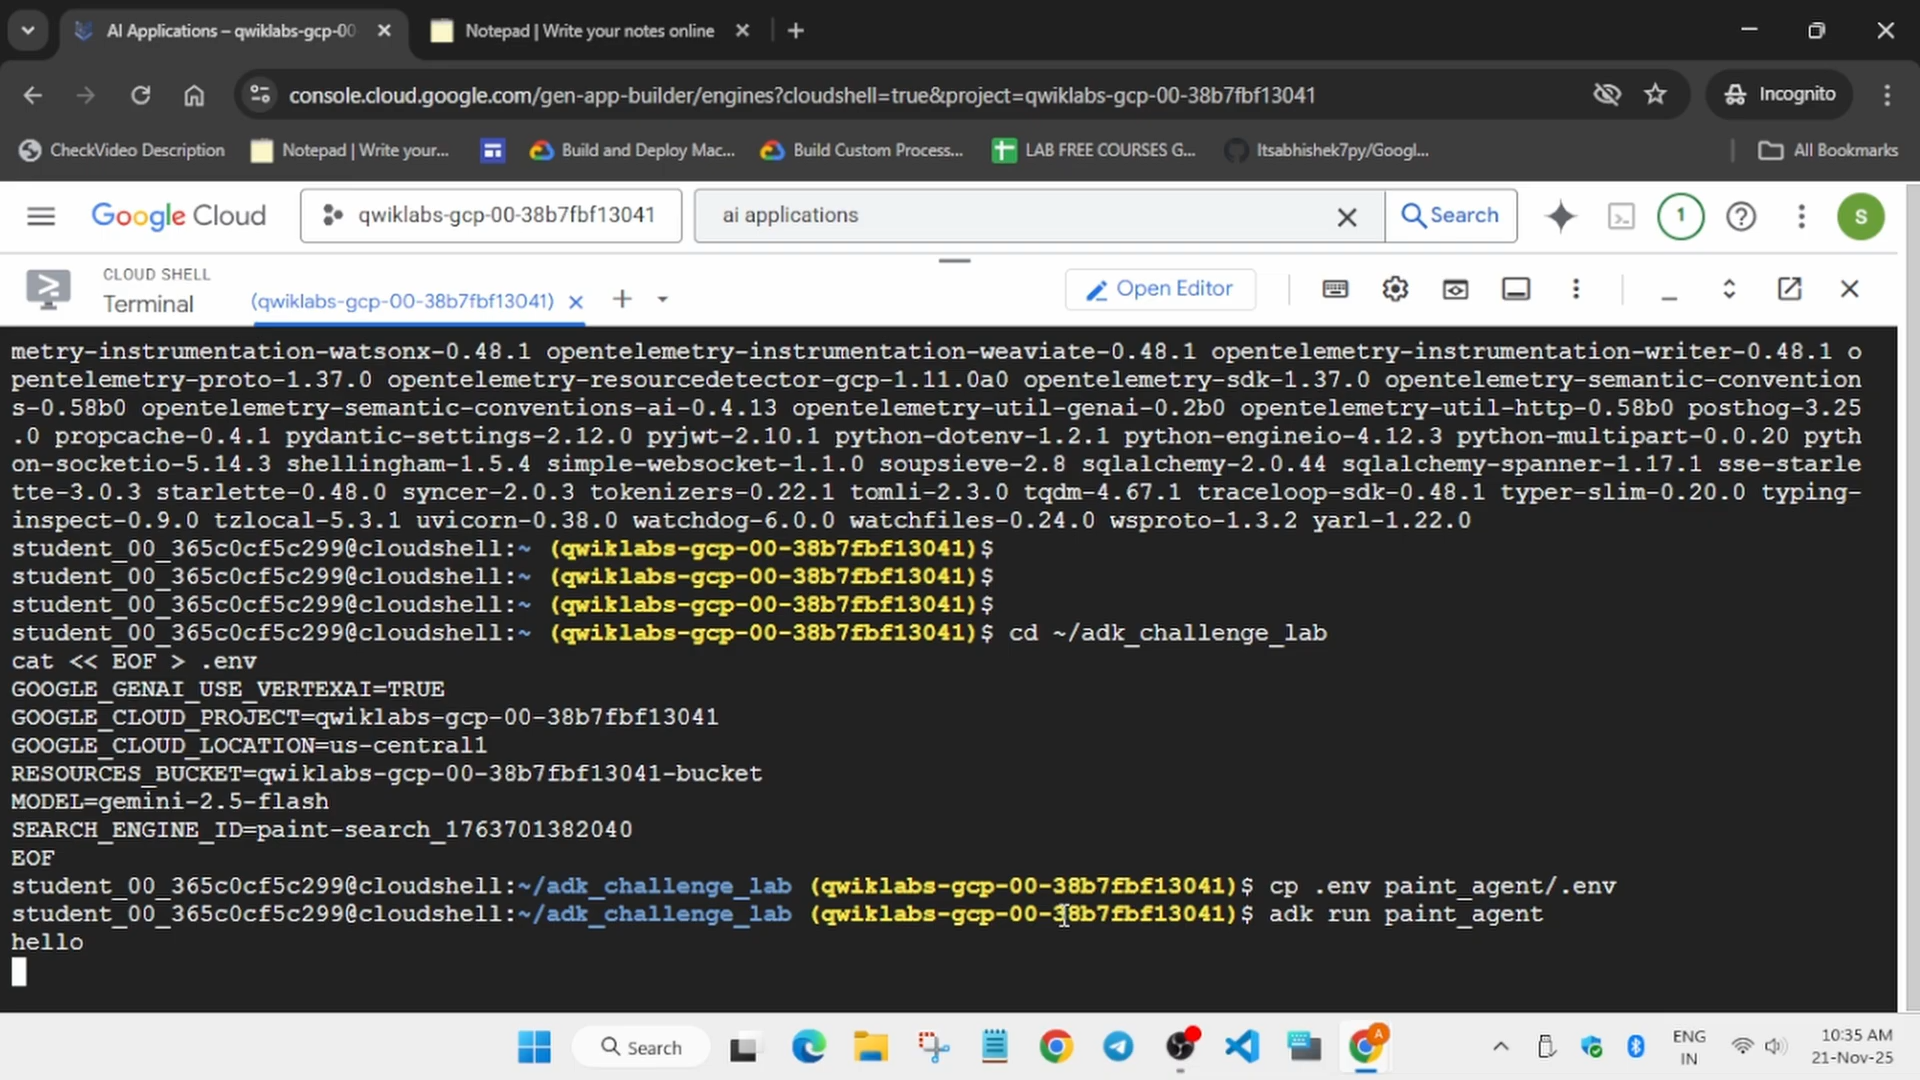 AI Applications – qwiklabs-gcp-00
Notepad | Write your notes online
console.cloud.google.com/gen-app-builder/engines?cloudshell=true&project=qwiklabs-gcp-00-38b7fbf13041
Incognito
CheckVideo Description
Notepad | Write your...
Build and Deploy Mac...
Build Custom Process...
LAB FREE COURSES G...
Itsabhishek7py/Googl...
All Bookmarks
Google Cloud
qwiklabs-gcp-00-38b7fbf13041
ai applications
Search
1
S
CLOUD SHELL
Terminal
(qwiklabs-gcp-00-38b7fbf13041)
Open Editor
metry-instrumentation-watsonx-0.48.1 opentelemetry-instrumentation-weaviate-0.48.1 opentelemetry-instrumentation-writer-0.48.1 o
pentelemetry-proto-1.37.0 opentelemetry-resourcedetector-gcp-1.11.0a0 opentelemetry-sdk-1.37.0 opentelemetry-semantic-convention
s-0.58b0 opentelemetry-semantic-conventions-ai-0.4.13 opentelemetry-util-genai-0.2b0 opentelemetry-util-http-0.58b0 posthog-3.25
.0 propcache-0.4.1 pydantic-settings-2.12.0 pyjwt-2.10.1 python-dotenv-1.2.1 python-engineio-4.12.3 python-multipart-0.0.20 pyth
on-socketio-5.14.3 shellingham-1.5.4 simple-websocket-1.1.0 soupsieve-2.8 sqlalchemy-2.0.44 sqlalchemy-spanner-1.17.1 sse-starle
tte-3.0.3 starlette-0.48.0 syncer-2.0.3 tokenizers-0.22.1 tomli-2.3.0 tqdm-4.67.1 traceloop-sdk-0.48.1 typer-slim-0.20.0 typing-
inspect-0.9.0 tzlocal-5.3.1 uvicorn-0.38.0 watchdog-6.0.0 watchfiles-0.24.0 wsproto-1.3.2 yarl-1.22.0
student_00_365c0cf5c299@cloudshell:~ (qwiklabs-gcp-00-38b7fbf13041)$
student_00_365c0cf5c299@cloudshell:~ (qwiklabs-gcp-00-38b7fbf13041)$
student_00_365c0cf5c299@cloudshell:~ (qwiklabs-gcp-00-38b7fbf13041)$
student_00_365c0cf5c299@cloudshell:~ (qwiklabs-gcp-00-38b7fbf13041)$ cd ~/adk_challenge_lab
cat << EOF > .env
GOOGLE_GENAI_USE_VERTEXAI=TRUE
GOOGLE_CLOUD_PROJECT=qwiklabs-gcp-00-38b7fbf13041
GOOGLE_CLOUD_LOCATION=us-central1
RESOURCES_BUCKET=qwiklabs-gcp-00-38b7fbf13041-bucket
MODEL=gemini-2.5-flash
SEARCH_ENGINE_ID=paint-search_1763701382040
EOF
student_00_365c0cf5c299@cloudshell:~/adk_challenge_lab (qwiklabs-gcp-00-38b7fbf13041)$ cp .env paint_agent/.env
student_00_365c0cf5c299@cloudshell:~/adk_challenge_lab (qwiklabs-gcp-00-38b7fbf13041)$ adk run paint_agent
hello
Search
ENG
IN
10:35 AM
21-Nov-25